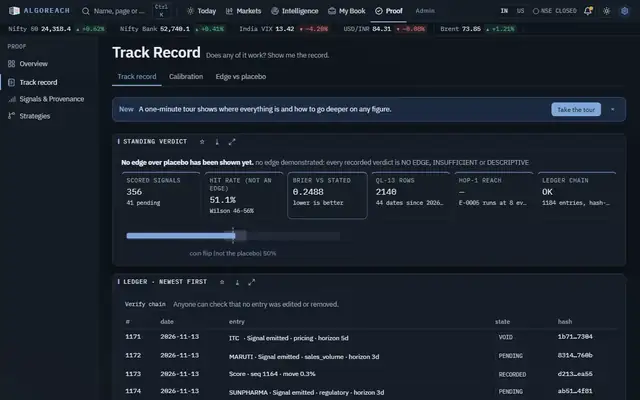 ALGOREACH
Name, page or ...
Ctrl K
Today
Markets
Intelligence
My Book
Proof
Admin
IN
US
NSE CLOSED
Nifty 50 24,318.4 ▲ +0.62%
Nifty Bank 52,740.1 ▲ +0.41%
India VIX 13.42 ▼ -4.20%
USD/INR 84.31 ▼ -0.08%
Brent 73.85 ▲ +1.21%
PROOF
Overview
Track record
Signals & Provenance
Strategies
Track Record Does any of it work? Show me the record.
Track record
Calibration
Edge vs placebo
New A one-minute tour shows where everything is and how to go deeper on any figure.
Take the tour
STANDING VERDICT
No edge over placebo has been shown yet. no edge demonstrated: every recorded verdict is NO EDGE, INSUFFICIENT or DESCRIPTIVE
SCORED SIGNALS
356
41 pending
HIT RATE (NOT AN EDGE)
51.1%
Wilson 46–56%
BRIER VS STATED
0.2488
lower is better
QL-13 ROWS
2140
44 dates since 2026…
HOP-1 REACH
—
E-0005 runs at 8 ev…
LEDGER CHAIN
OK
1184 entries, hash-…
coin flip (not the placebo) 50%
LEDGER · NEWEST FIRST
Verify chain Anyone can check that no entry was edited or removed.
# date entry state hash
1171 2026-11-13 ITC · Signal emitted · pricing · horizon 5d VOID 1b71…7304
1172 2026-11-13 MARUTI · Signal emitted · sales_volume · horizon 3d PENDING 8314…760b
1173 2026-11-13 Score · seq 1164 · move 0.3% RECORDED d213…ea55
1174 2026-11-13 SUNPHARMA · Signal emitted · regulatory · horizon 3d PENDING ab51…4f81